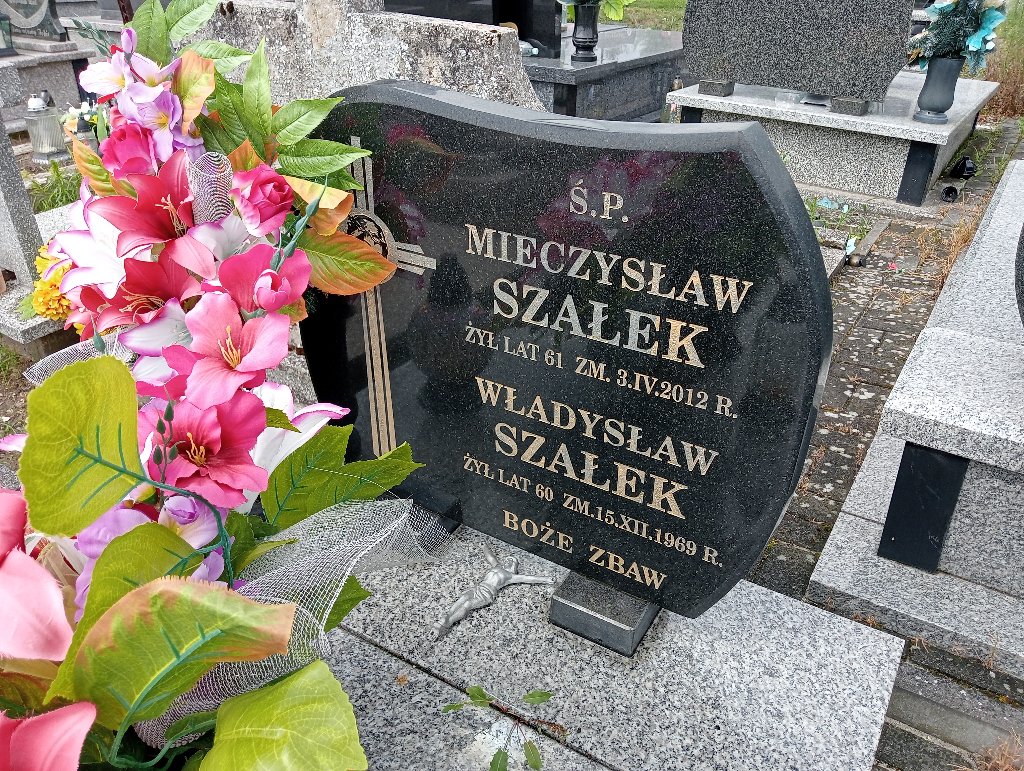 Ś.P.
MIECZYSŁAW
SZAŁEK
ŻYŁ LAT 61 ZM. 3.IV.2012 R.
WŁADYSŁAW
SZAŁEK
ŻYŁ LAT 60 ZM.15.XII.1969 R.
BOŻE ZBAW